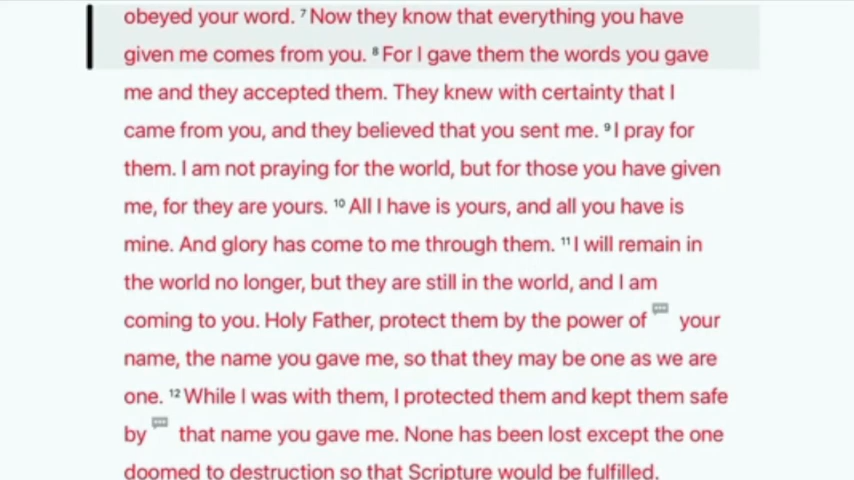 obeyed your word. 7 Now they know that everything you have
given me comes from you. 8 For I gave them the words you gave
me and they accepted them. They knew with certainty that I
came from you, and they believed that you sent me. 9 I pray for
them. I am not praying for the world, but for those you have given
me, for they are yours. 10 All I have is yours, and all you have is
mine. And glory has come to me through them. 11 I will remain in
the world no longer, but they are still in the world, and I am
coming to you. Holy Father, protect them by the power of your
name, the name you gave me, so that they may be one as we are
one. 12 While I was with them, I protected them and kept them safe
by that name you gave me. None has been lost except the one
doomed to destruction so that Scripture would be fulfilled.